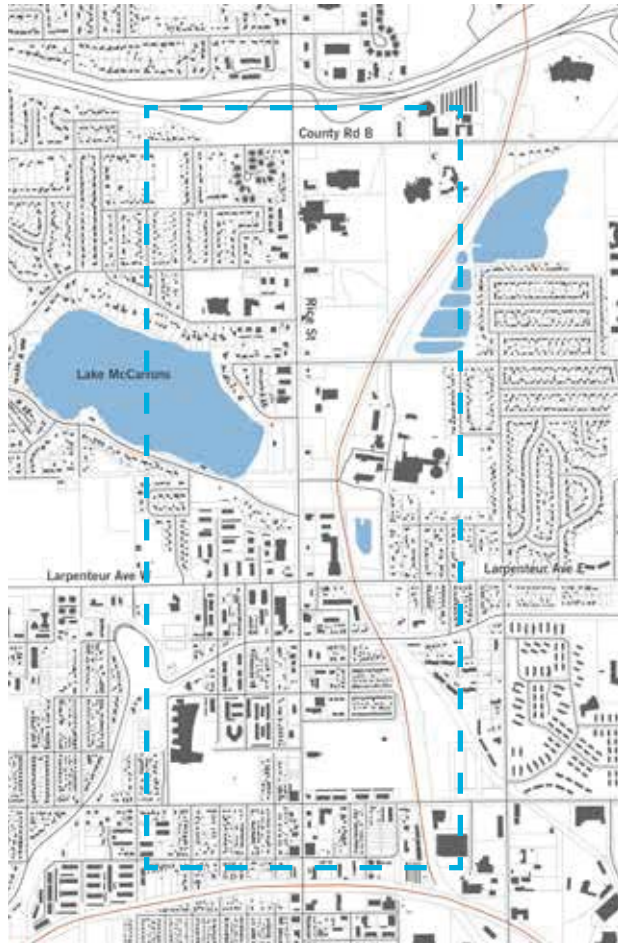 County Rd B
Rice St
Lake McCarrons
Larpenteur Ave W
Larpenteur Ave E